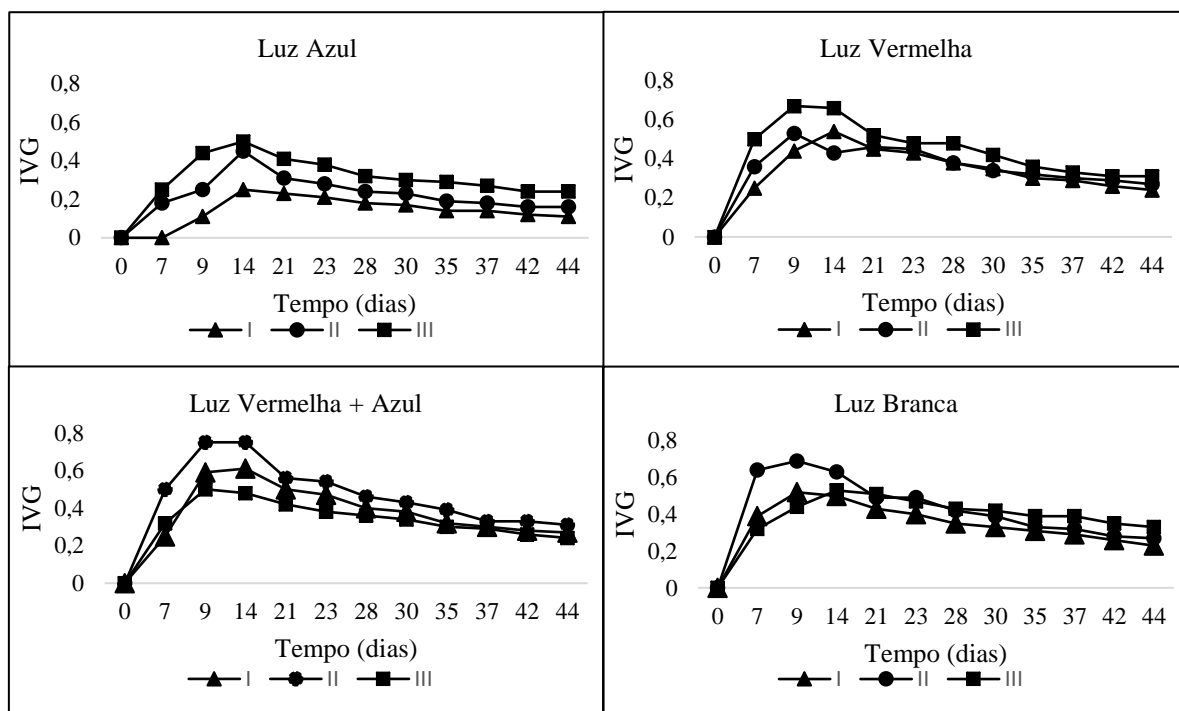 Luz Azul
0,8
0,6
0,4
0,2
0
IVG
0 7 9 14 21 23 28 30 35 37 42 44
Tempo (dias)
I II III
Luz Vermelha
0,8
0,6
0,4
0,2
0
IVG
0 7 9 14 21 23 28 30 35 37 42 44
Tempo (dias)
I II III
Luz Vermelha + Azul
0,8
0,6
0,4
0,2
0
IVG
0 7 9 14 21 23 28 30 35 37 42 44
Tempo (dias)
I II III
Luz Branca
0,8
0,6
0,4
0,2
0
IVG
0 7 9 14 21 23 28 30 35 37 42 44
Tempo (dias)
I II III